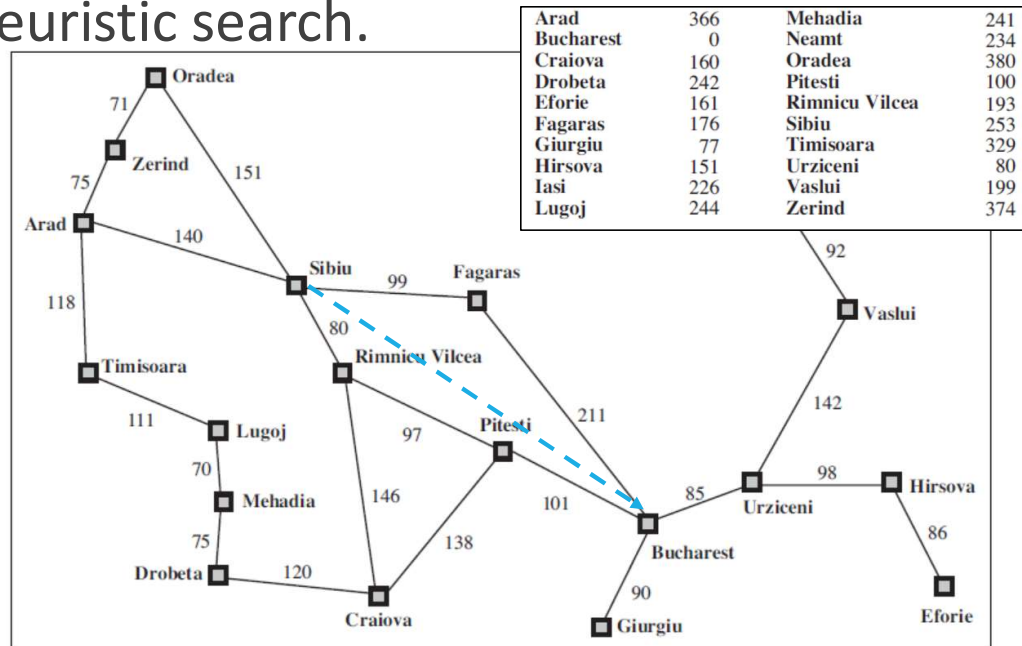 euristic search.
Arad 366 Mehadia 241
Bucharest 0 Neamt 234
Craiova 160 Oradea 380
Drobeta 242 Pitesti 100
Eforie 161 Rimnicu Vilcea 193
Fagaras 176 Sibiu 253
Giurgiu 77 Timisoara 329
Hirsova 151 Urziceni 80
Iasi 226 Vaslui 199
Lugoj 244 Zerind 374
Oradea
71
Zerind
151
75
Arad
140
92
Sibiu
99
Fagaras
118
80
Vaslui
Rimnicu Vilcea
Timisoara
142
111
211
Lugoj
97
Pitesti
70
98
Mehadia
146
101
85
Urziceni
Hirsova
75
138
86
Bucharest
Drobeta
120
90
Craiova
Giurgiu
Eforie